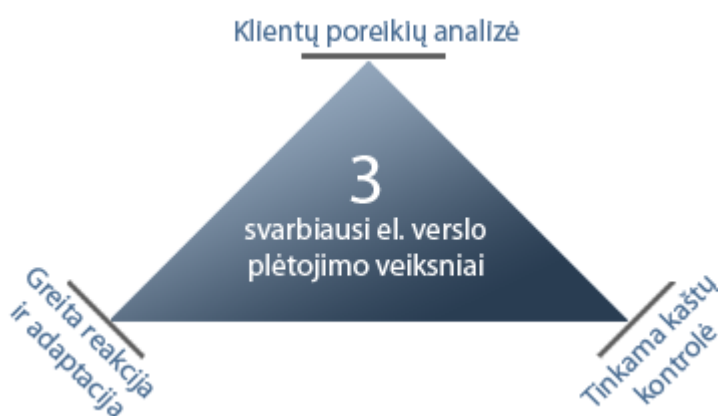 Klientų poreikių analizė
3
svarbiausi el. verslo
plėtojimo veiksniai
Greita reakcija
ir adaptacija
Tinkama kaštų
kontrolė